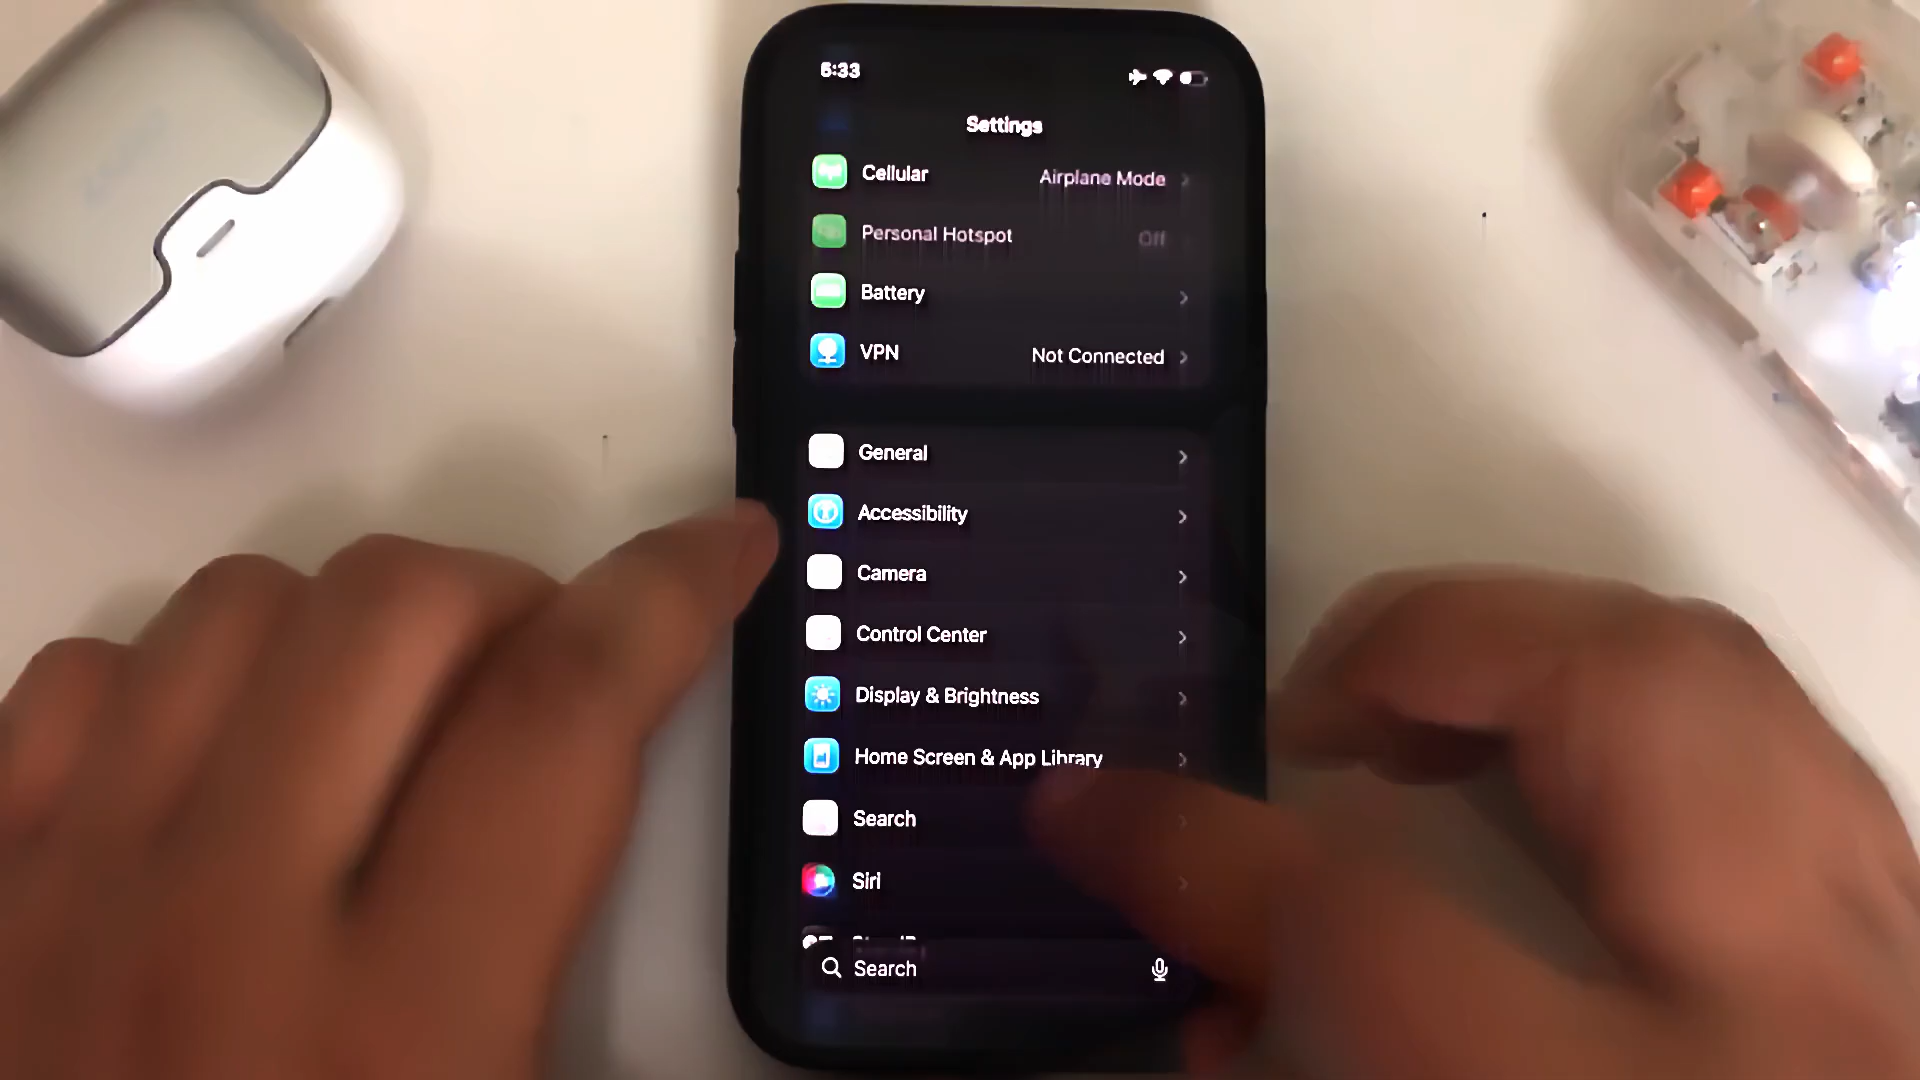 5:33
Settings
Cellular Airplane Mode
Personal Hotspot Off
Battery
VPN Not Connected
General
Accessibility
Camera
Control Center
Display & Brightness
Home Screen & App Library
Search
Siri
Search